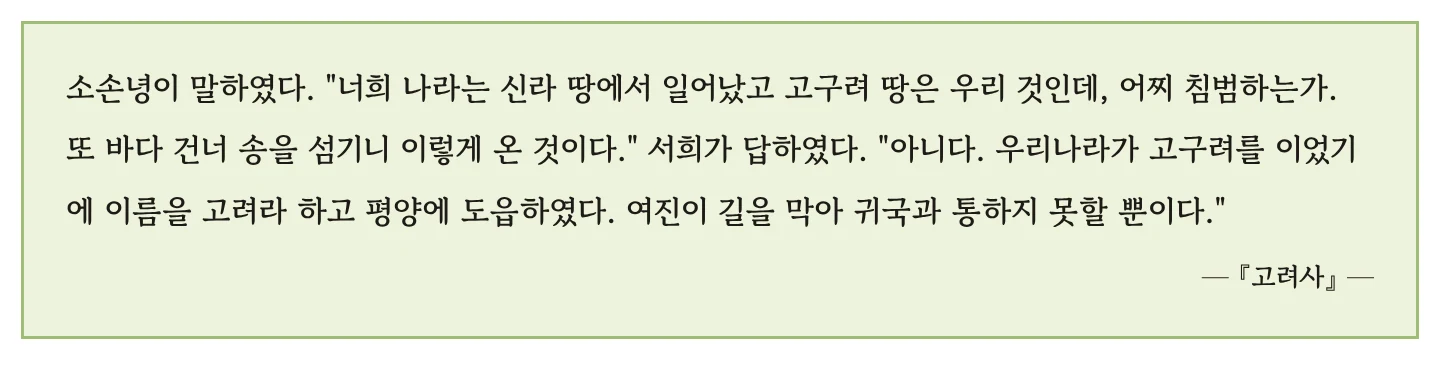 소손녕이 말하였다. "너희 나라는 신라 땅에서 일어났고 고구려 땅은 우리 것인데, 어찌 침범하는가.
또 바다 건너 송을 섬기니 이렇게 온 것이다." 서희가 답하였다. "아니다. 우리나라가 고구려를 이었기
에 이름을 고려라 하고 평양에 도읍하였다. 여진이 길을 막아 귀국과 통하지 못할 뿐이다."
―『고려사』―